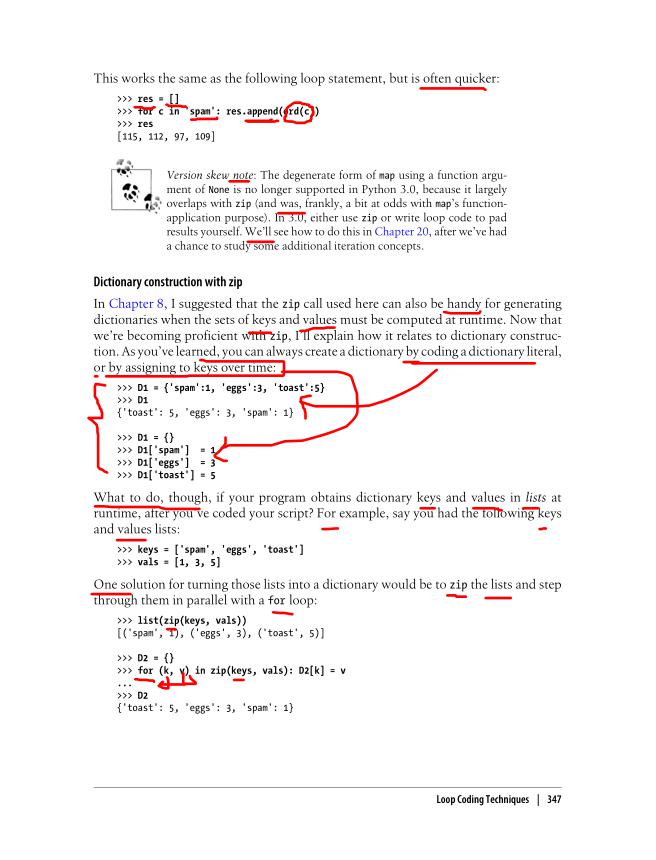 This works the same as the following loop statement, but is often quicker:
>>> res = []
>>> for c in 'spam': res.append(ord(c))
>>> res
[115, 112, 97, 109]
Version skew note: The degenerate form of map using a function argu-
ment of None is no longer supported in Python 3.0, because it largely
overlaps with zip (and was, frankly, a bit at odds with map's function-
application purpose). In 3.0, either use zip or write loop code to pad
results yourself. We'll see how to do this in Chapter 20, after we've had
a chance to study some additional iteration concepts.
Dictionary construction with zip
In Chapter 8, I suggested that the zip call used here can also be handy for generating
dictionaries when the sets of keys and values must be computed at runtime. Now that
we're becoming proficient with zip, I'll explain how it relates to dictionary construc-
tion. As you've learned, you can always create a dictionary by coding a dictionary literal,
or by assigning to keys over time:
>>> D1 = {'spam':1, 'eggs':3, 'toast':5}
>>> D1
{'toast': 5, 'eggs': 3, 'spam': 1}
>>> D1 = {}
>>> D1['spam'] = 1
>>> D1['eggs'] = 3
>>> D1['toast'] = 5
What to do, though, if your program obtains dictionary keys and values in lists at
runtime, after you've coded your script? For example, say you had the following keys
and values lists:
>>> keys = ['spam', 'eggs', 'toast']
>>> vals = [1, 3, 5]
One solution for turning those lists into a dictionary would be to zip the lists and step
through them in parallel with a for loop:
>>> list(zip(keys, vals))
[('spam', 1), ('eggs', 3), ('toast', 5)]
>>> D2 = {}
>>> for (k, v) in zip(keys, vals): D2[k] = v
...
>>> D2
{'toast': 5, 'eggs': 3, 'spam': 1}
Loop Coding Techniques | 347